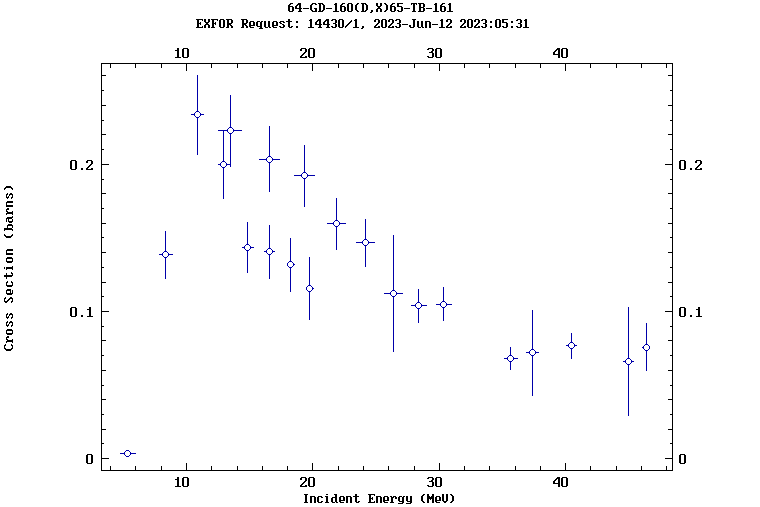 64-GD-160(D,X)65-TB-161
EXFOR Request: 14430/1, 2023-Jun-12 2023:05:31
10 20 30 40
0.2 0.2
Cross Section (barns)
0.1 0.1
0 0
10 20 30 40
Incident Energy (MeV)